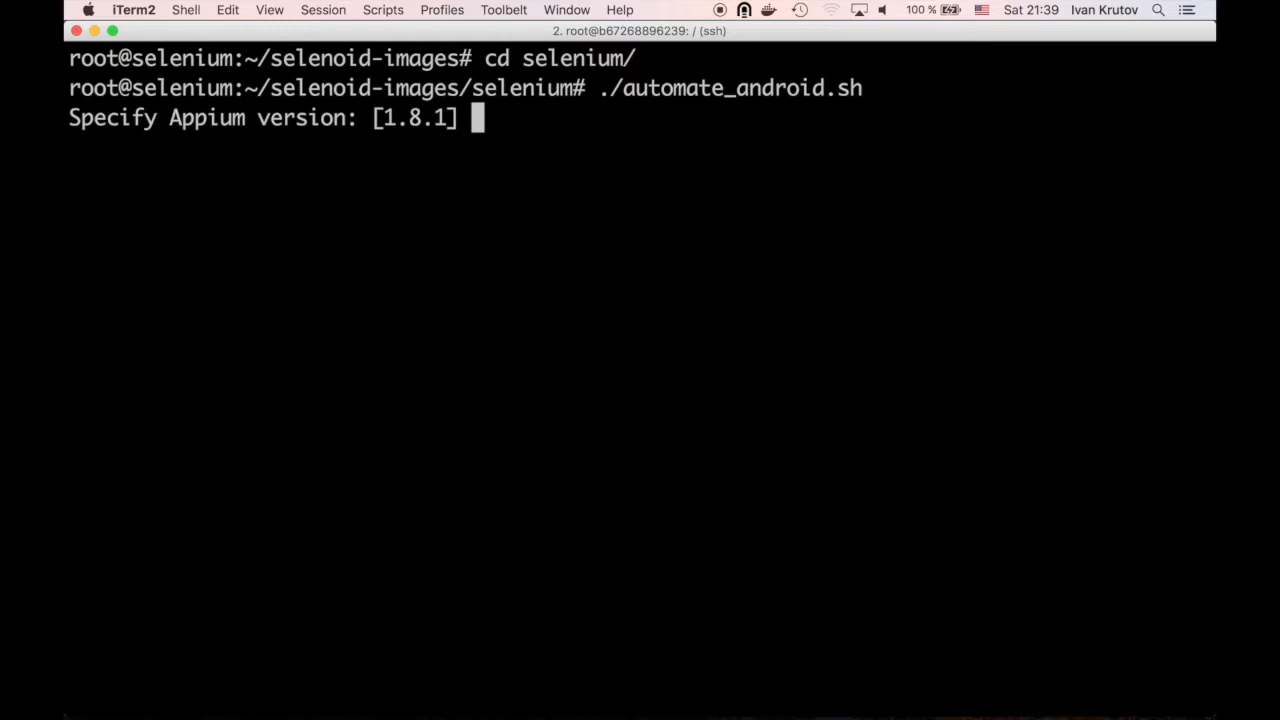 iTerm2 Shell Edit View Session Scripts Profiles Toolbelt Window Help 100 % Sat 21:39 Ivan Krutov
2. root@b67268896239: / (ssh)
root@selenium:~/selenoid-images# cd selenium/
root@selenium:~/selenoid-images/selenium# ./automate_android.sh
Specify Appium version: [1.8.1]